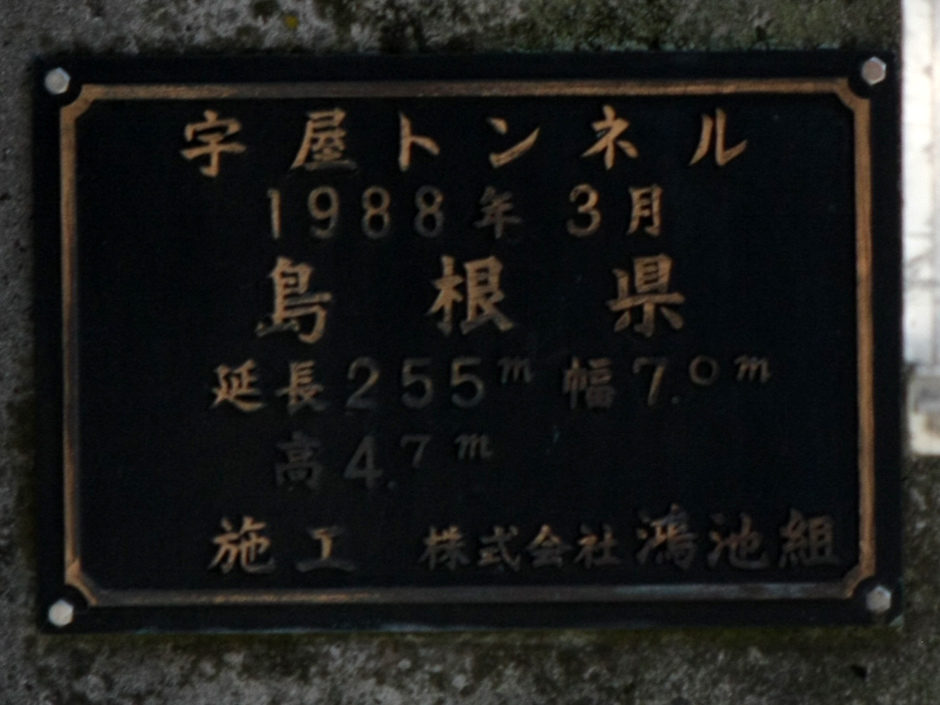 宇屋トンネル
1988年3月
島根県
延長255m 幅7.0m
高4.7m
施工 株式会社鴻池組